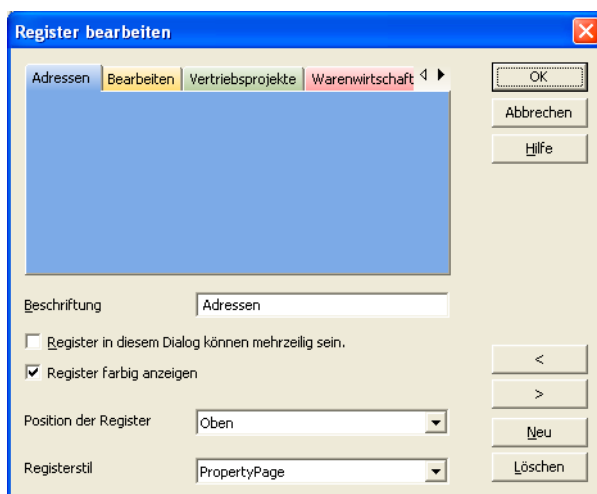 Register bearbeiten
Adressen Bearbeiten Vertriebsprojekte Warenwirtschaft
OK
Abbrechen
Hilfe
Beschriftung Adressen
Register in diesem Dialog können mehrzeilig sein.
Register farbig anzeigen
<
>
Position der Register Oben
Neu
Registerstil PropertyPage
Löschen